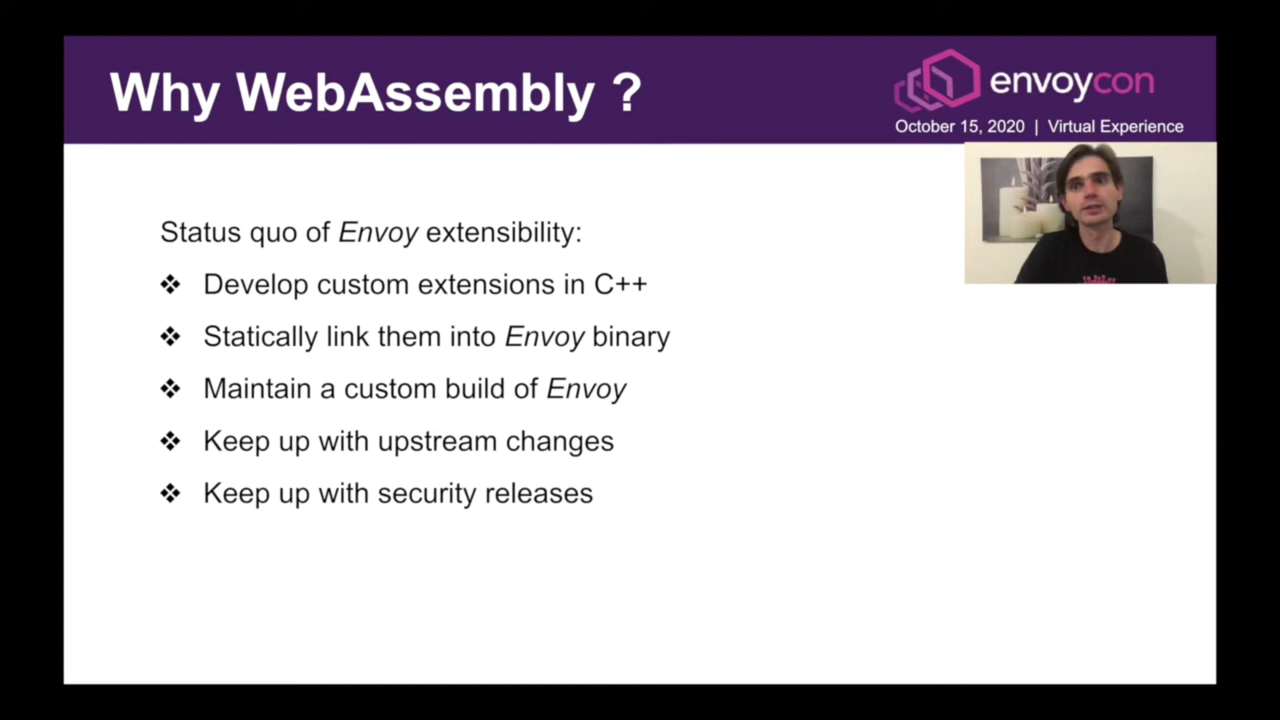 Why WebAssembly ?
envoycon
October 15, 2020 | Virtual Experience
Status quo of Envoy extensibility:
❖ Develop custom extensions in C++
❖ Statically link them into Envoy binary
❖ Maintain a custom build of Envoy
❖ Keep up with upstream changes
❖ Keep up with security releases